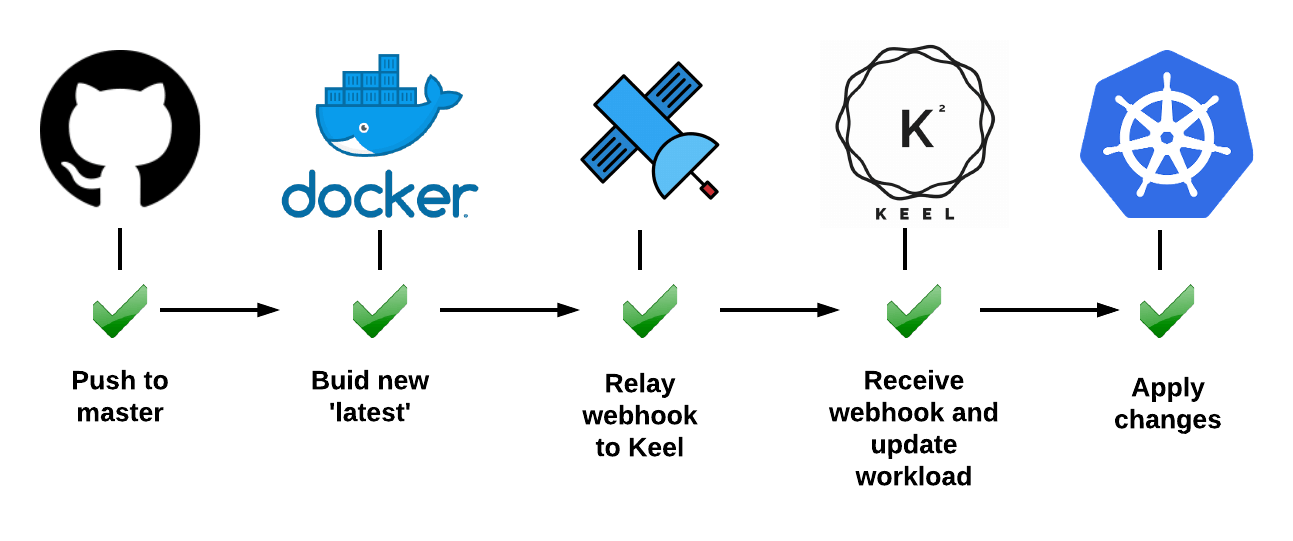 docker
K²
KEEL
Push to
master
Buid new
'latest'
Relay
webhook
to Keel
Receive
webhook and
update
workload
Apply
changes